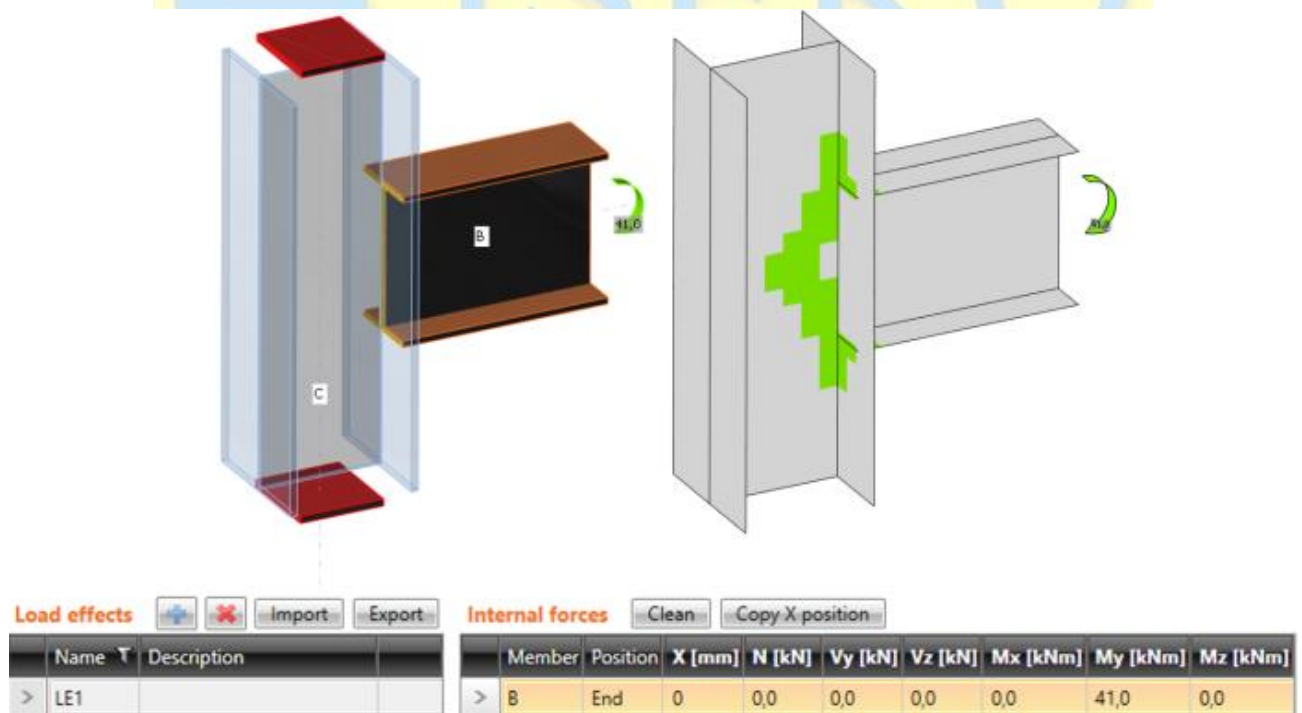 41,0
B
C
Load effects Import Export
Internal forces Clean Copy X position
Name Description
Member Position X [mm] N [kN] Vy [kN] Vz [kN] Mx [kNm] My [kNm] Mz [kNm]
> LE1
> B End 0 0,0 0,0 0,0 0,0 41,0 0,0